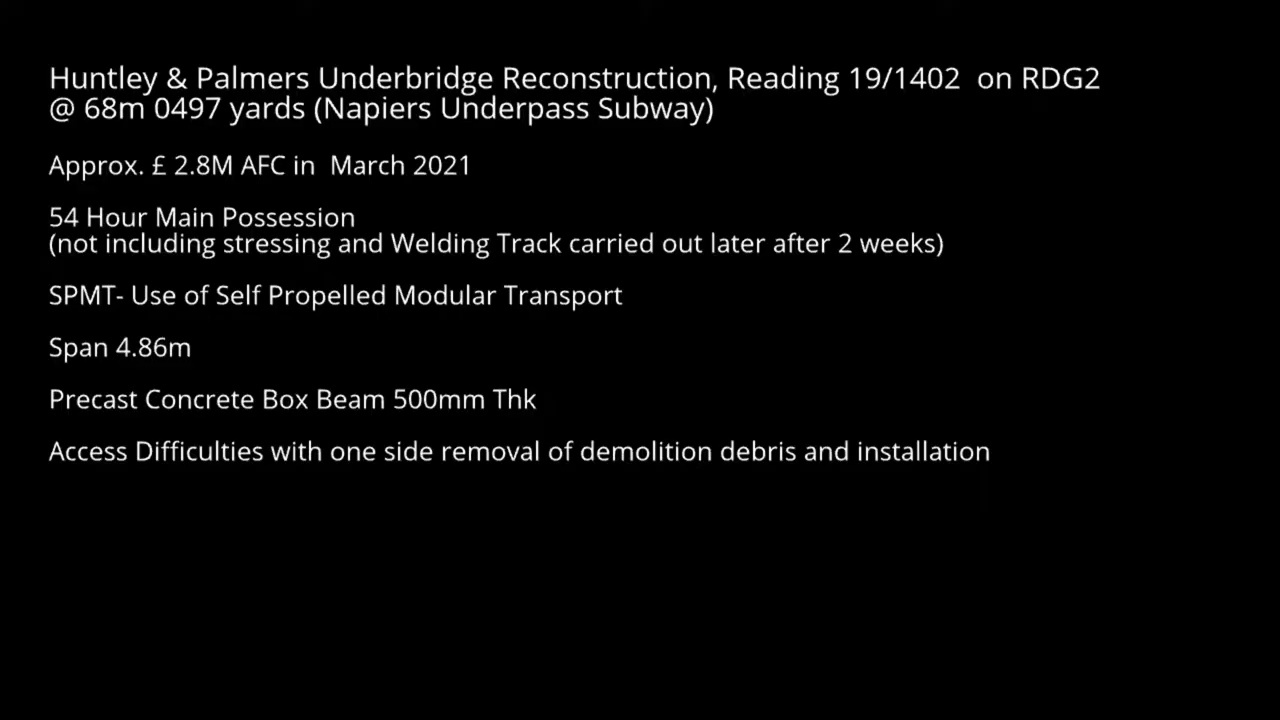 Huntley & Palmers Underbridge Reconstruction, Reading 19/1402  on RDG2
@ 68m 0497 yards (Napiers Underpass Subway)
Approx. £ 2.8M AFC in  March 2021
54 Hour Main Possession
(not including stressing and Welding Track carried out later after 2 weeks)
SPMT- Use of Self Propelled Modular Transport
Span 4.86m
Precast Concrete Box Beam 500mm Thk
Access Difficulties with one side removal of demolition debris and installation